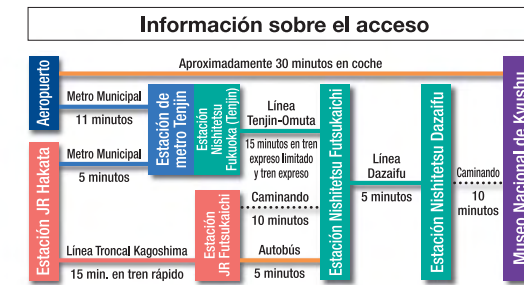 Información sobre el acceso
Aproximadamente 30 minutos en coche
Aeropuerto
Metro Municipal
11 minutos
Estación JR Hakata
Metro Municipal
5 minutos
Estación de
metro Tenjin
Estación
Nishitetsu
Fukuoka (Tenjin)
Línea
Tenjin-Omuta
15 minutos en tren
expreso limitado
y tren expreso
Línea Troncal Kagoshima
15 min. en tren rápido
Estación
JR Futsukaichi
Caminando
10 minutos
Autobús
5 minutos
Estación Nishitetsu Futsukaichi
Línea
Dazaifu
5 minutos
Estación Nishitetsu Dazaifu
Caminando
10
minutos
Museo Nacional de Kyushu